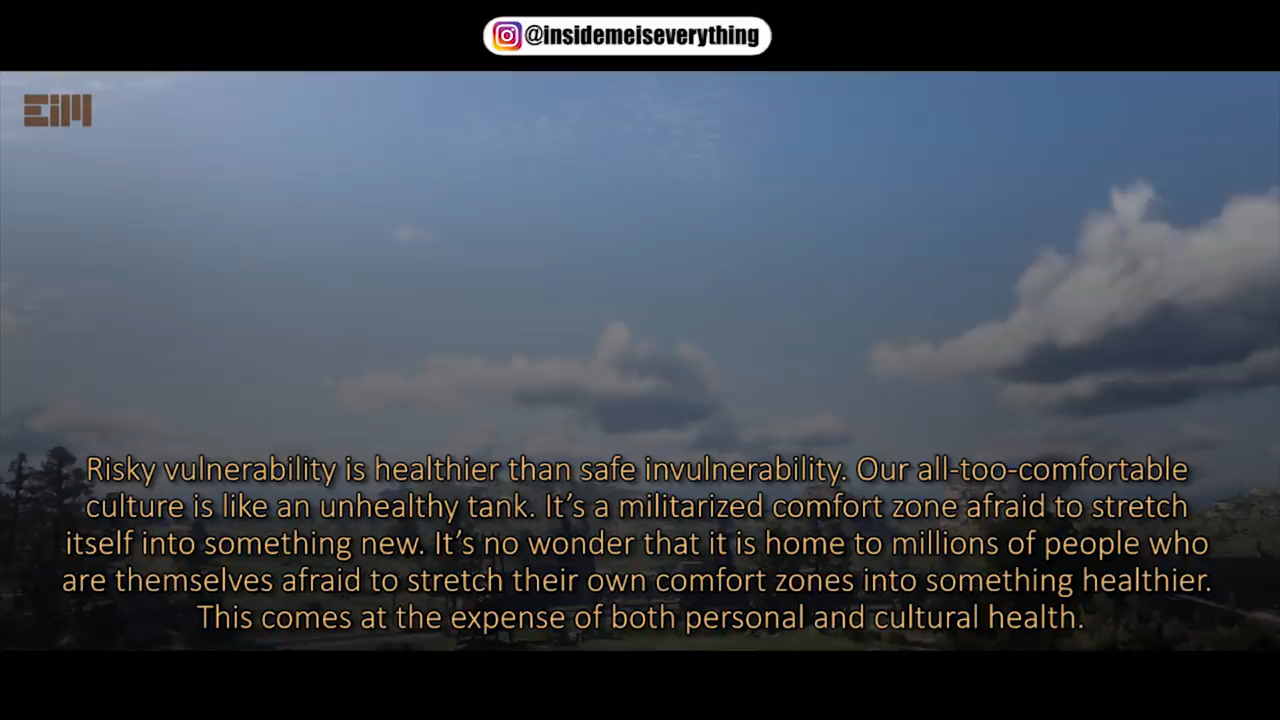 @insidemeiseverything
EiM
Risky vulnerability is healthier than safe invulnerability. Our all-too-comfortable
culture is like an unhealthy tank. It’s a militarized comfort zone afraid to stretch
itself into something new. It’s no wonder that it is home to millions of people who
are themselves afraid to stretch their own comfort zones into something healthier.
This comes at the expense of both personal and cultural health.